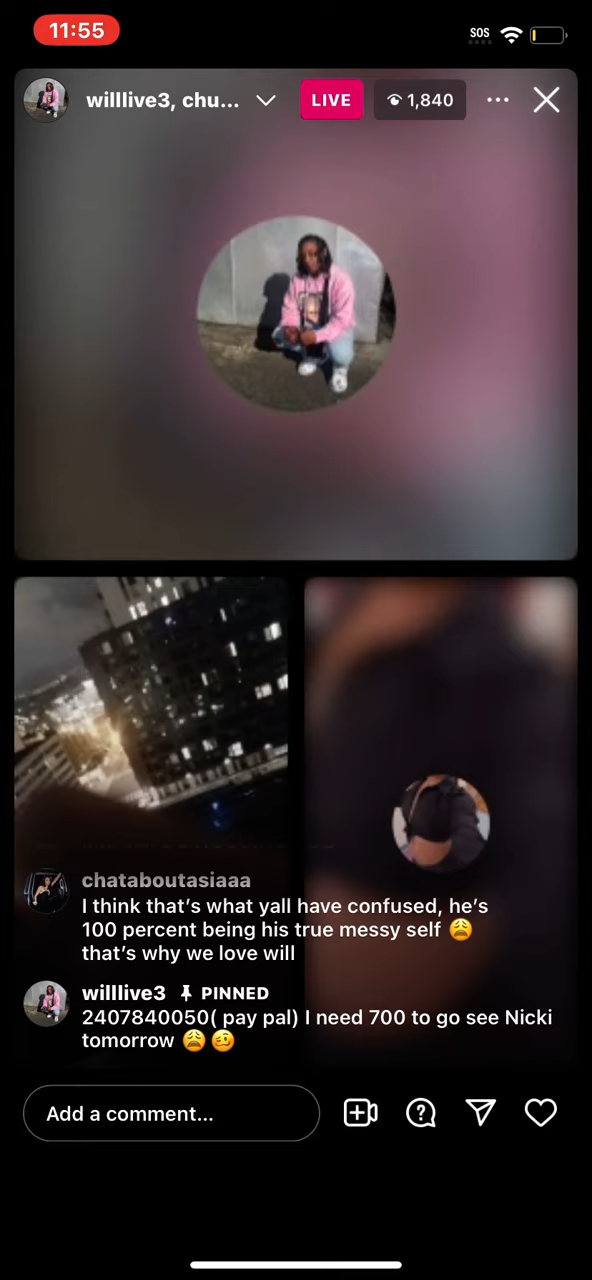 11:55
SOS
willlive3, chu...
LIVE
1,840
chataboutasiaaa
I think that’s what yall have confused, he’s
100 percent being his true messy self 😩
that’s why we love will
willlive3 PINNED
2407840050( pay pal) I need 700 to go see Nicki
tomorrow 😩🥴
Add a comment...